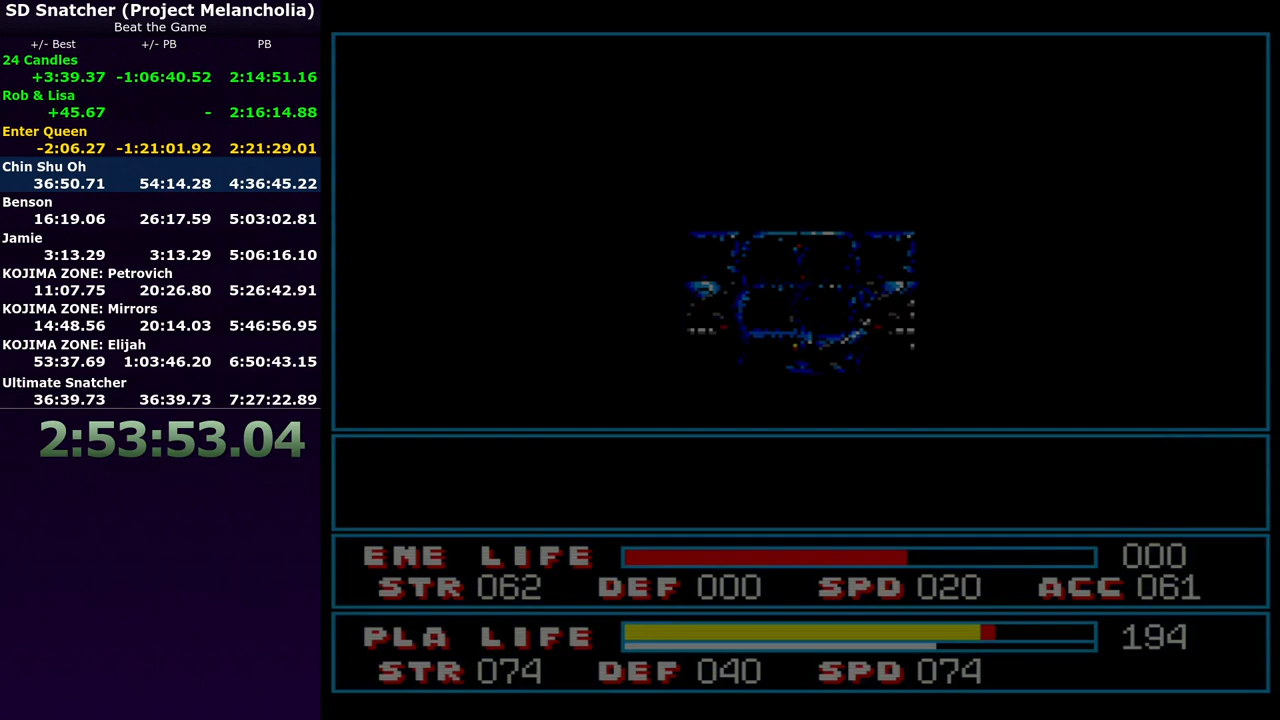 SD Snatcher (Project Melancholia)
Beat the Game
+/- Best +/- PB PB
24 Candles
+3:39.37 -1:06:40.52 2:14:51.16
Rob & Lisa
+45.67 - 2:16:14.88
Enter Queen
-2:06.27 -1:21:01.92 2:21:29.01
Chin Shu Oh
36:50.71 54:14.28 4:36:45.22
Benson
16:19.06 26:17.59 5:03:02.81
Jamie
3:13.29 3:13.29 5:06:16.10
KOJIMA ZONE: Petrovich
11:07.75 20:26.80 5:26:42.91
KOJIMA ZONE: Mirrors
14:48.56 20:14.03 5:46:56.95
KOJIMA ZONE: Elijah
53:37.69 1:03:46.20 6:50:43.15
Ultimate Snatcher
36:39.73 36:39.73 7:27:22.89
2:53:53.04
ENE LIFE 000
STR 062 DEF 000 SPD 020 ACC 061
PLA LIFE 194
STR 074 DEF 040 SPD 074